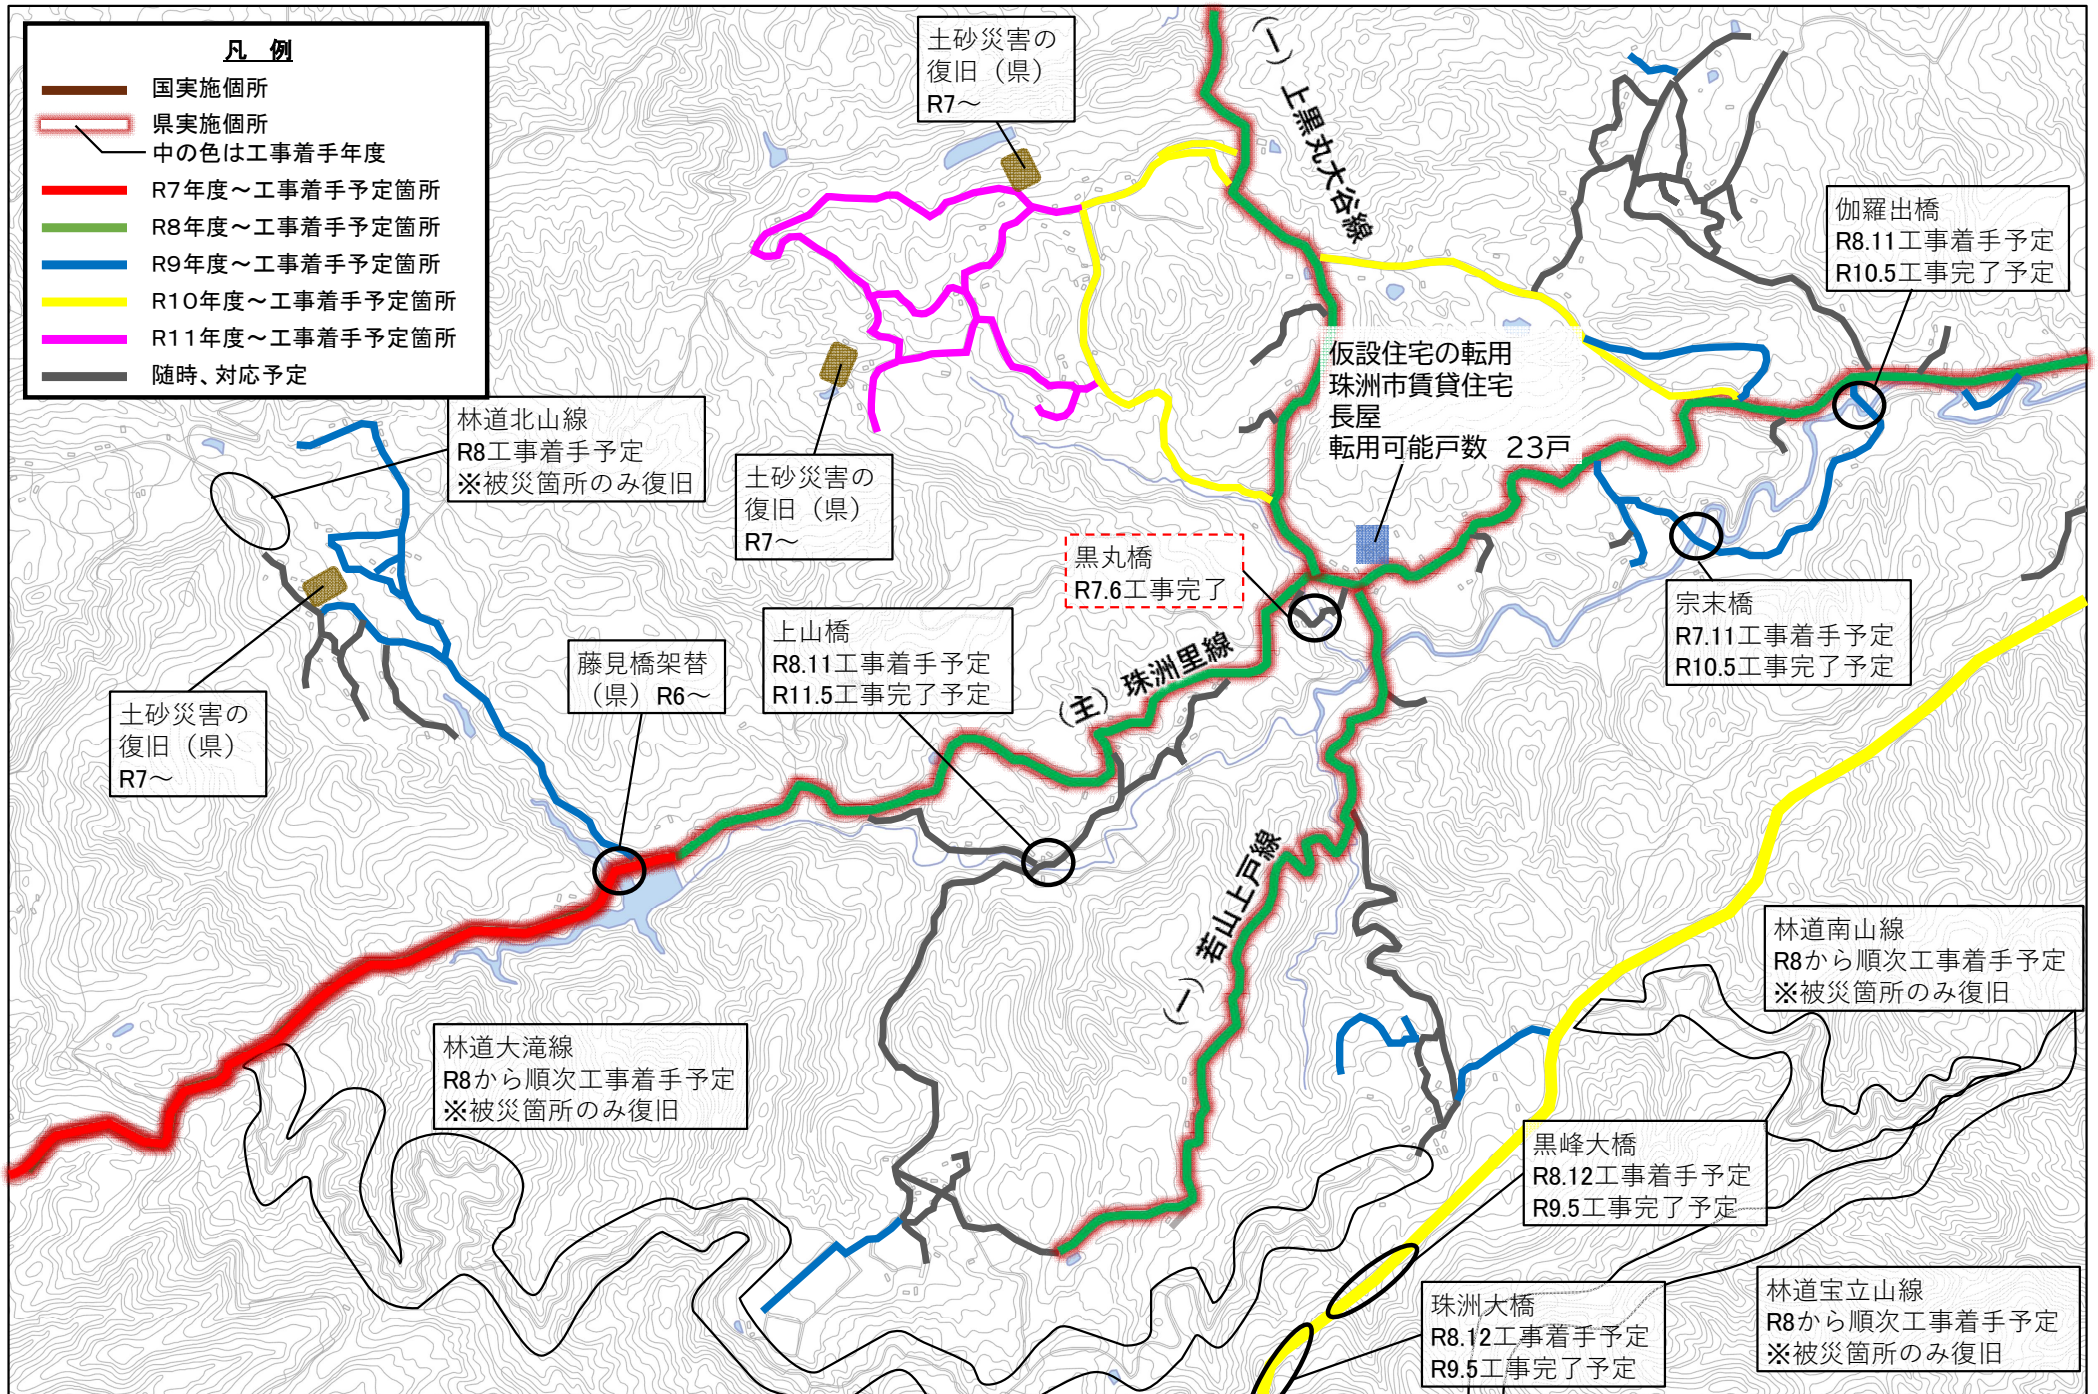 凡 例
国実施個所
県実施個所
中の色は工事着手年度
R7年度～工事着手予定箇所
R8年度～工事着手予定箇所
R9年度～工事着手予定箇所
R10年度～工事着手予定箇所
R11年度～工事着手予定箇所
随時、対応予定
土砂災害の
復旧（県）
R7～
（一）上黒丸大谷線
伽羅出橋
R8.11工事着手予定
R10.5工事完了予定
仮設住宅の転用
珠洲市賃貸住宅
長屋
転用可能戸数 23戸
林道北山線
R8工事着手予定
※被災箇所のみ復旧
土砂災害の
復旧（県）
R7～
黒丸橋
R7.6工事完了
宗末橋
R7.11工事着手予定
R10.5工事完了予定
上山橋
R8.11工事着手予定
R11.5工事完了予定
藤見橋架替
（県）R6～
（主）珠洲里線
土砂災害の
復旧（県）
R7～
（一）若山上戸線
林道南山線
R8から順次工事着手予定
※被災箇所のみ復旧
林道大滝線
R8から順次工事着手予定
※被災箇所のみ復旧
黒峰大橋
R8.12工事着手予定
R9.5工事完了予定
珠洲大橋
R8.12工事着手予定
R9.5工事完了予定
林道宝立山線
R8から順次工事着手予定
※被災箇所のみ復旧